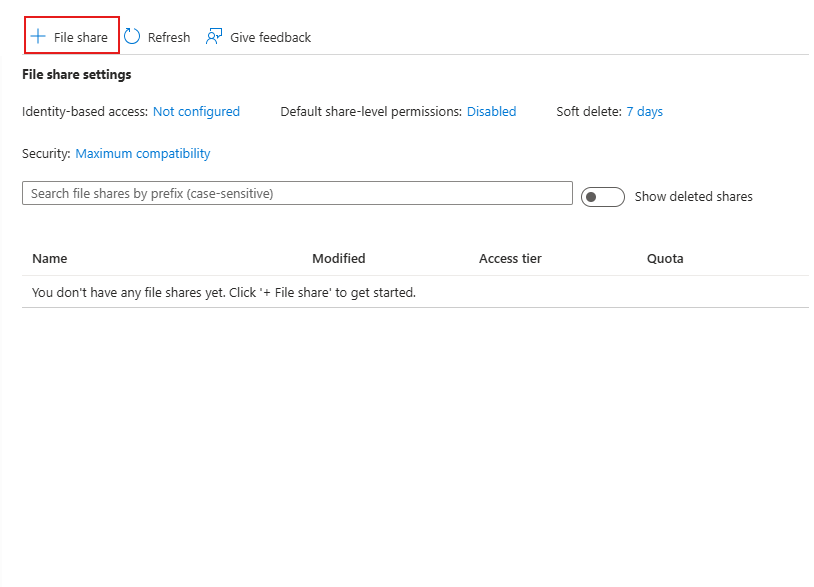 File share Refresh Give feedback
File share settings
Identity-based access: Not configured Default share-level permissions: Disabled Soft delete: 7 days
Security: Maximum compatibility
Search file shares by prefix (case-sensitive) Show deleted shares
Name Modified Access tier Quota
You don't have any file shares yet. Click '+ File share' to get started.